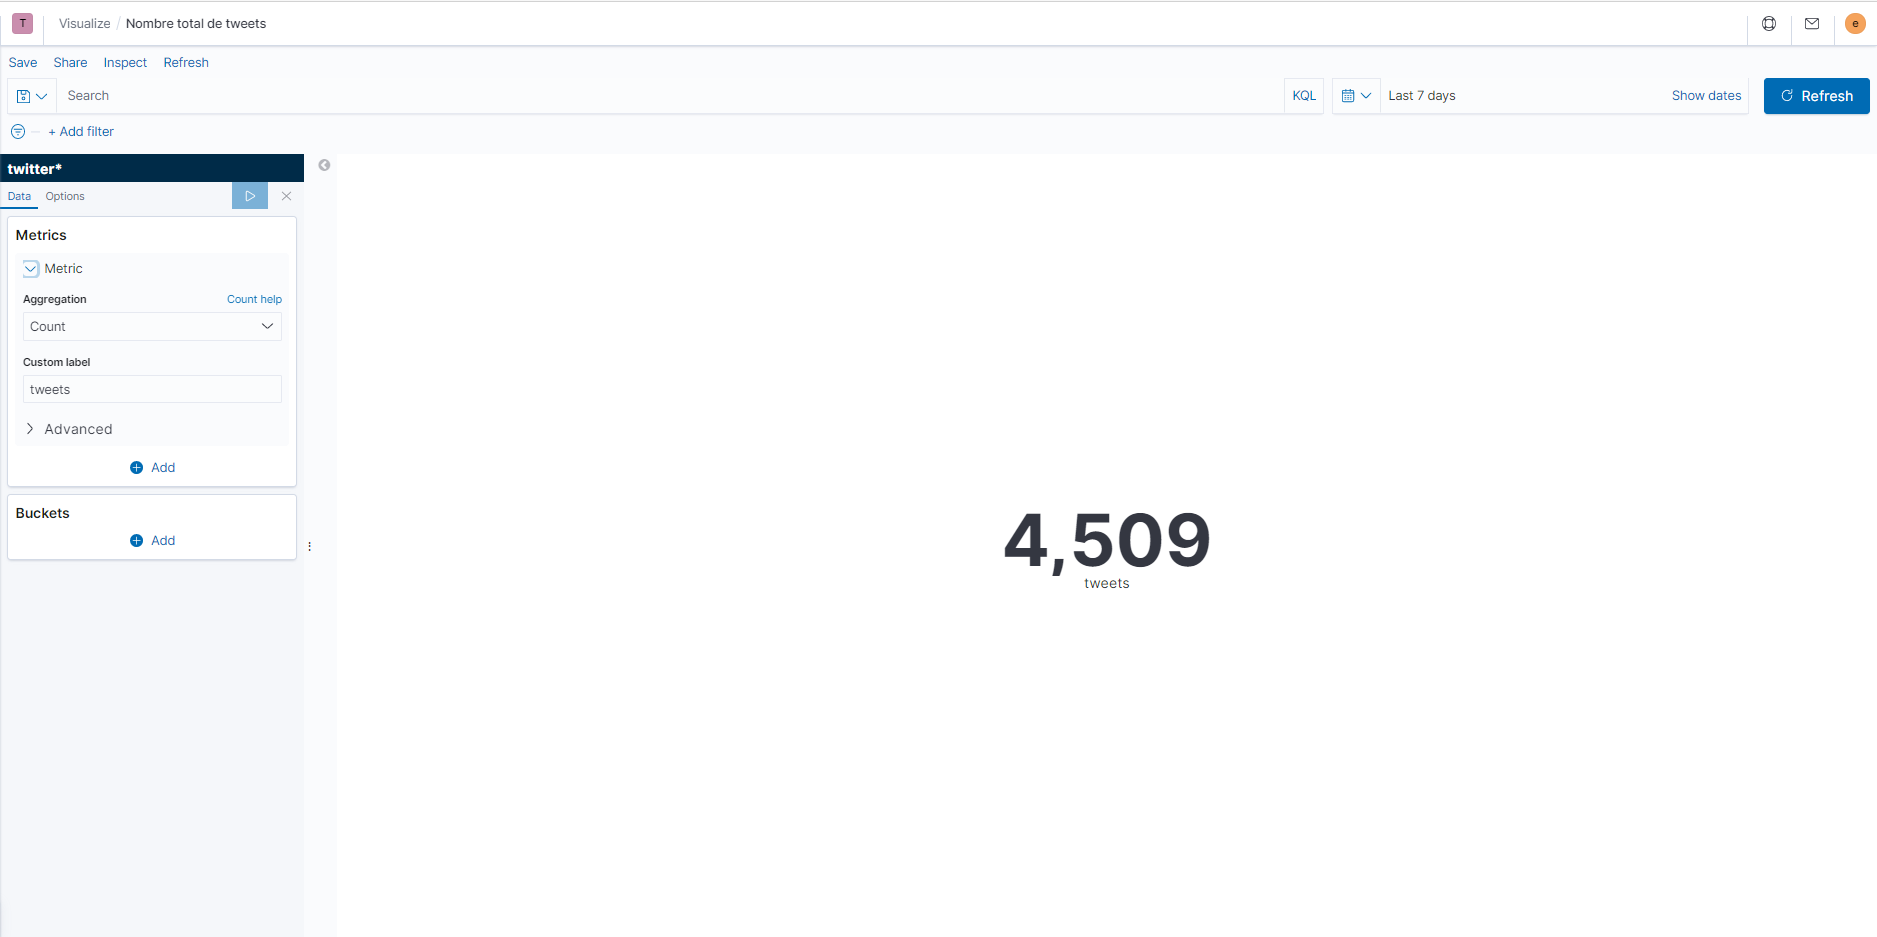 T
Visualize / Nombre total de tweets
e
Save Share Inspect Refresh
Search
KQL
Last 7 days
Show dates
Refresh
+ Add filter
twitter*
Data Options
Metrics
Metric
Aggregation Count help
Count
Custom label
tweets
Advanced
Add
Buckets
Add
4,509
tweets